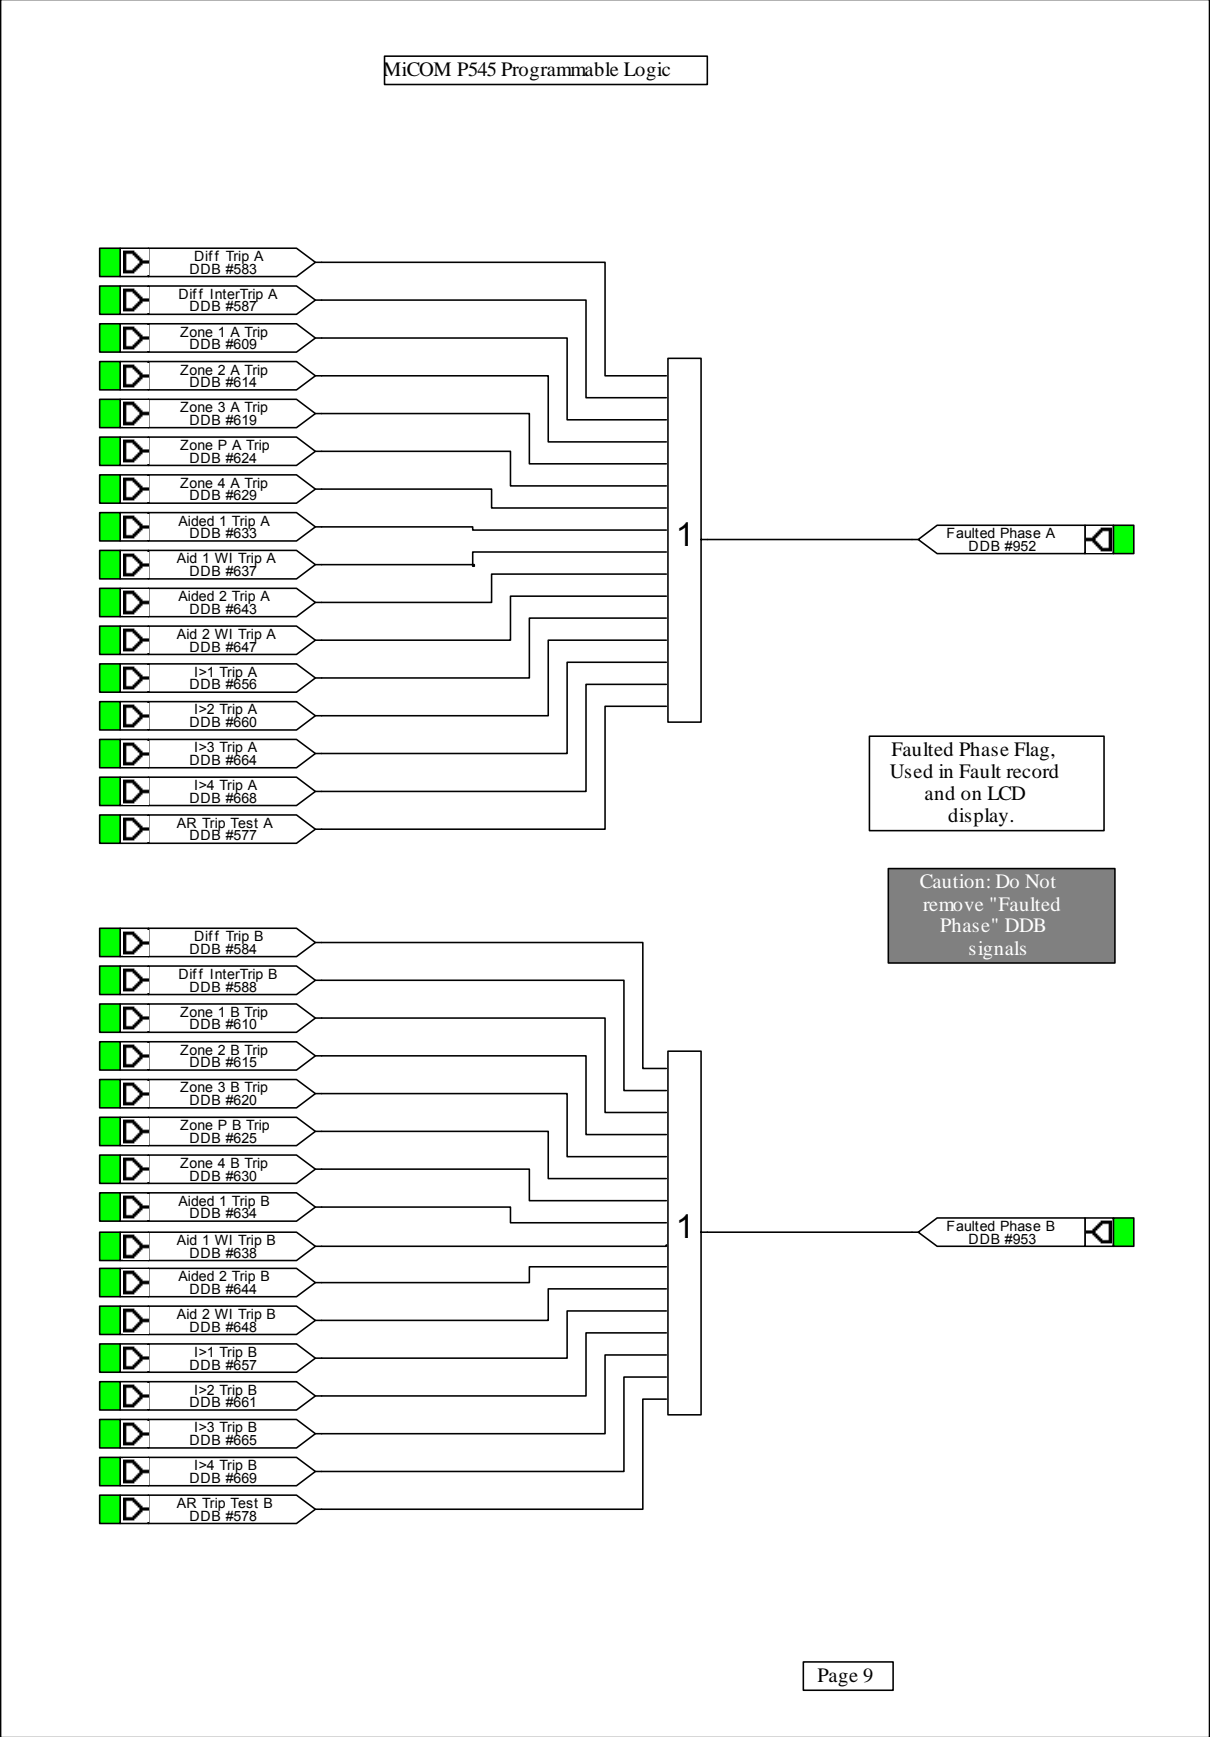 MiCOM P545 Programmable Logic
Diff Trip A
DDB #583
Diff InterTrip A
DDB #587
Zone 1 A Trip
DDB #609
Zone 2 A Trip
DDB #614
Zone 3 A Trip
DDB #619
Zone P A Trip
DDB #624
Zone 4 A Trip
DDB #629
Aided 1 Trip A
DDB #633
Aid 1 WI Trip A
DDB #637
Aided 2 Trip A
DDB #643
Aid 2 WI Trip A
DDB #647
I>1 Trip A
DDB #656
I>2 Trip A
DDB #660
I>3 Trip A
DDB #664
I>4 Trip A
DDB #668
AR Trip Test A
DDB #577
1
Faulted Phase A
DDB #952
Faulted Phase Flag,
Used in Fault record
and on LCD
display.
Caution: Do Not
remove "Faulted
Phase" DDB
signals
Diff Trip B
DDB #584
Diff InterTrip B
DDB #588
Zone 1 B Trip
DDB #610
Zone 2 B Trip
DDB #615
Zone 3 B Trip
DDB #620
Zone P B Trip
DDB #625
Zone 4 B Trip
DDB #630
Aided 1 Trip B
DDB #634
Aid 1 WI Trip B
DDB #638
Aided 2 Trip B
DDB #644
Aid 2 WI Trip B
DDB #648
I>1 Trip B
DDB #657
I>2 Trip B
DDB #661
I>3 Trip B
DDB #665
I>4 Trip B
DDB #669
AR Trip Test B
DDB #578
1
Faulted Phase B
DDB #953
Page 9